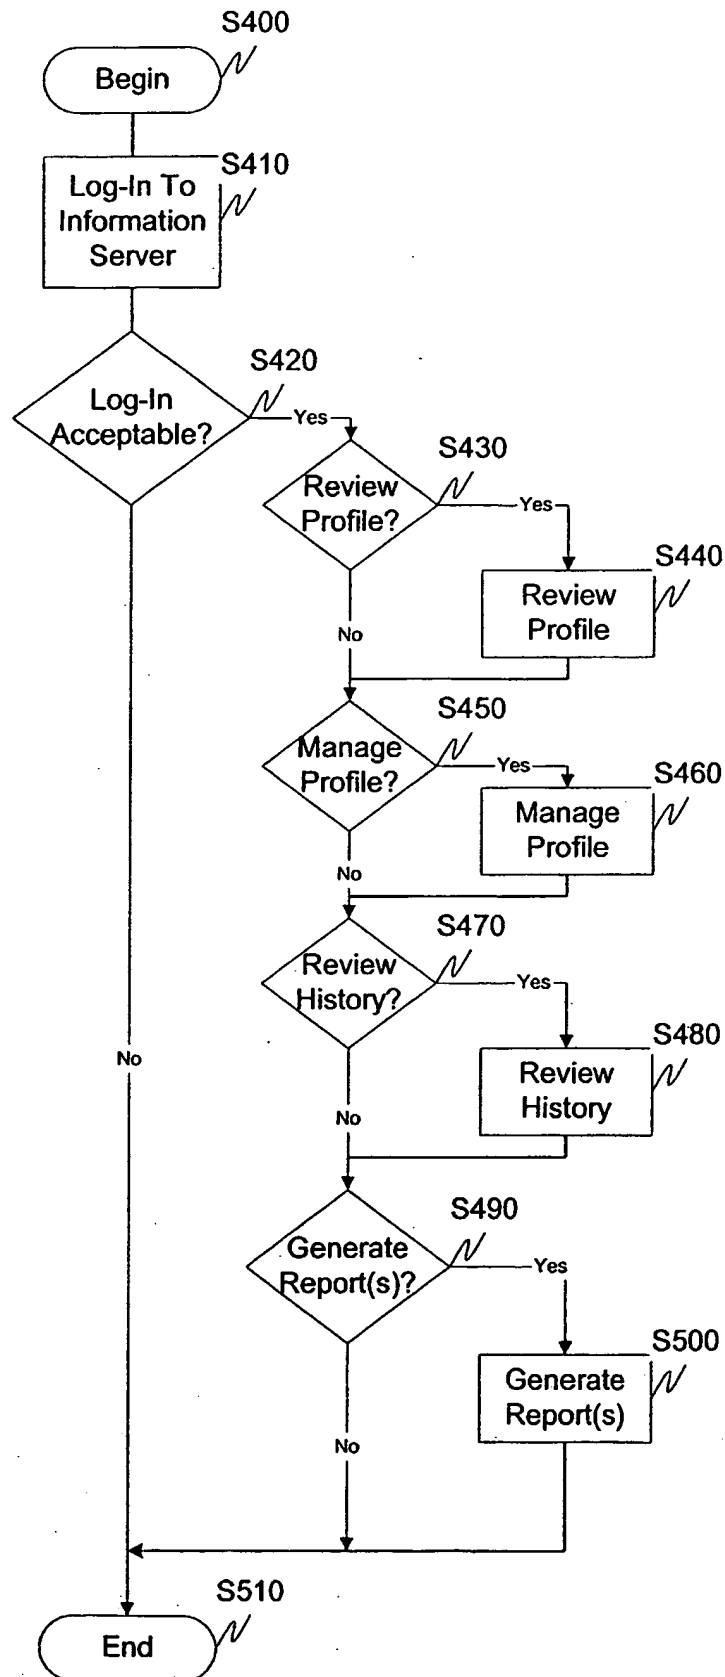 S400
Begin
S410
Log-In To
Information
Server
S420
Log-In
Acceptable?
Yes
S430
Review
Profile?
Yes
S440
Review
Profile
No
S450
Manage
Profile?
Yes
S460
Manage
Profile
No
S470
Review
History?
Yes
S480
Review
History
No
No
S490
Generate
Report(s)?
Yes
S500
Generate
Report(s)
No
S510
End